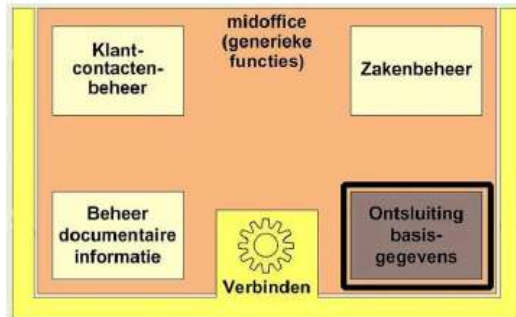 Klant-
contacten-
beheer
midoffice
(generieke
functies)
Zakenbeheer
Beheer
documentaire
informatie
Verbinden
Ontsluiting
basis-
gegevens